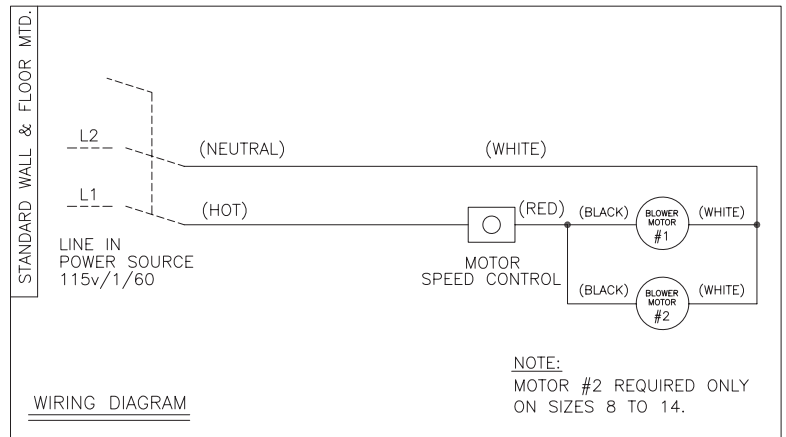 STANDARD WALL & FLOOR MTD.
L2
(NEUTRAL)
(WHITE)
L1
(HOT)
(RED)
(BLACK)
BLOWER
MOTOR
#1
(WHITE)
LINE IN
POWER SOURCE
115v/1/60
MOTOR
SPEED CONTROL
(BLACK)
BLOWER
MOTOR
#2
(WHITE)
NOTE:
MOTOR #2 REQUIRED ONLY
ON SIZES 8 TO 14.
WIRING DIAGRAM